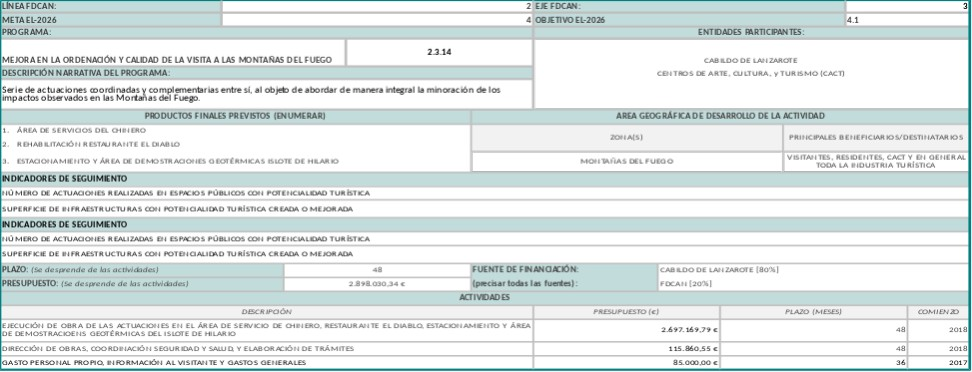 LÍNEA FDCAN: 2 EJE FDCAN: 3
META EL-2026 4 OBJETIVO EL-2026 4.1
PROGRAMA: ENTIDADES PARTICIPANTES:
MEJORA EN LA ORDENACIÓN Y CALIDAD DE LA VISITA A LAS MONTAÑAS DEL FUEGO 2.3.14
CABILDO DE LANZAROTE
CENTROS DE ARTE, CULTURA, y TURISMO (CACT)
DESCRIPCIÓN NARRATIVA DEL PROGRAMA:
Serie de actuaciones coordinadas y complementarias entre sí, al objeto de abordar de manera integral la minoración de los
impactos observados en las Montañas del Fuego.
PRODUCTOS FINALES PREVISTOS (ENUMERAR) AREA GEOGRÁFICA DE DESARROLLO DE LA ACTIVIDAD
1. ÁREA DE SERVICIOS DEL CHINERO
2. REHABILITACIÓN RESTAURANTE EL DIABLO
3. ESTACIONAMIENTO Y ÁREA DE DEMOSTRACIONES GEOTÉRMICAS ISLOTE DE HILARIO
ZONA(S) PRINCIPALES BENEFICIARIOS/DESTINATARIOS
MONTAÑAS DEL FUEGO
VISITANTES, RESIDENTES, CACT Y EN GENERAL
TODA LA INDUSTRIA TURÍSTICA
INDICADORES DE SEGUIMIENTO
NÚMERO DE ACTUACIONES REALIZADAS EN ESPACIOS PÚBLICOS CON POTENCIALIDAD TURÍSTICA
SUPERFICIE DE INFRAESTRUCTURAS CON POTENCIALIDAD TURÍSTICA CREADA O MEJORADA
INDICADORES DE SEGUIMIENTO
NÚMERO DE ACTUACIONES REALIZADAS EN ESPACIOS PÚBLICOS CON POTENCIALIDAD TURÍSTICA
SUPERFICIE DE INFRAESTRUCTURAS CON POTENCIALIDAD TURÍSTICA CREADA O MEJORADA
PLAZO: (Se desprende de las actividades) 48 FUENTE DE FINANCIACIÓN: CABILDO DE LANZAROTE [80%]
PRESUPUESTO: (Se desprende de las actividades) 2.898.030,34 € (precisar todas las fuentes) : FDCAN [20%]
ACTIVIDADES
DESCRIPCIÓN PRESUPUESTO (€) PLAZO (MESES) COMIENZO
EJECUCIÓN DE OBRA DE LAS ACTUACIONES EN EL ÁREA DE SERVICIO DE CHINERO, RESTAURANTE EL DIABLO, ESTACIONAMIENTO Y ÁREA
DE DEMOSTRACIOENS GEOTÉRMICAS DEL ISLOTE DE HILARIO 2.697.169,79 € 48 2018
DIRECCIÓN DE OBRAS, COORDINACIÓN SEGURIDAD Y SALUD, Y ELABORACIÓN DE TRÁMITES 115.860,55 € 48 2018
GASTO PERSONAL PROPIO, INFORMACIÓN AL VISITANTE Y GASTOS GENERALES 85.000,00 € 36 2017